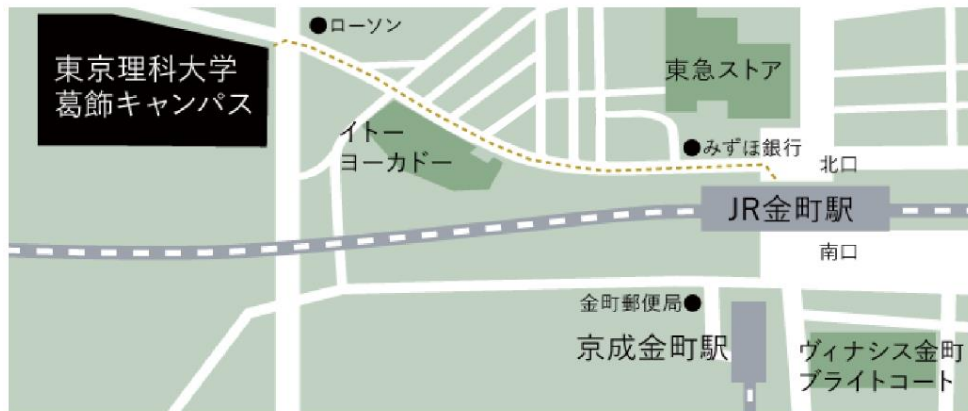 ローソン
東京理科大学
葛飾キャンパス
東急ストア
イトー
ヨーカドー
みずほ銀行
北口
JR金町駅
南口
金町郵便局
京成金町駅
ヴィナシス金町
ブライトコート